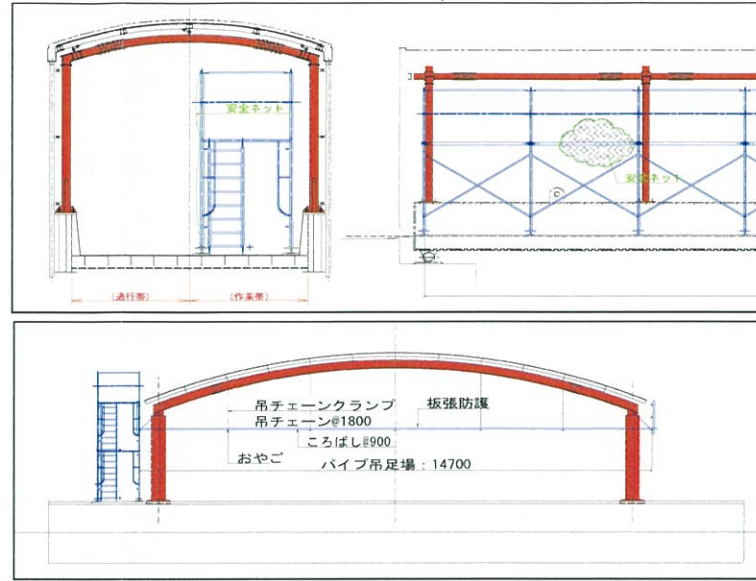 安全ネット
安全ネット
(通行帯)
(作業帯)
吊チェーンクランプ
板張防護
吊チェーン@1800
ころばし@900
おやご
パイプ吊足場：14700